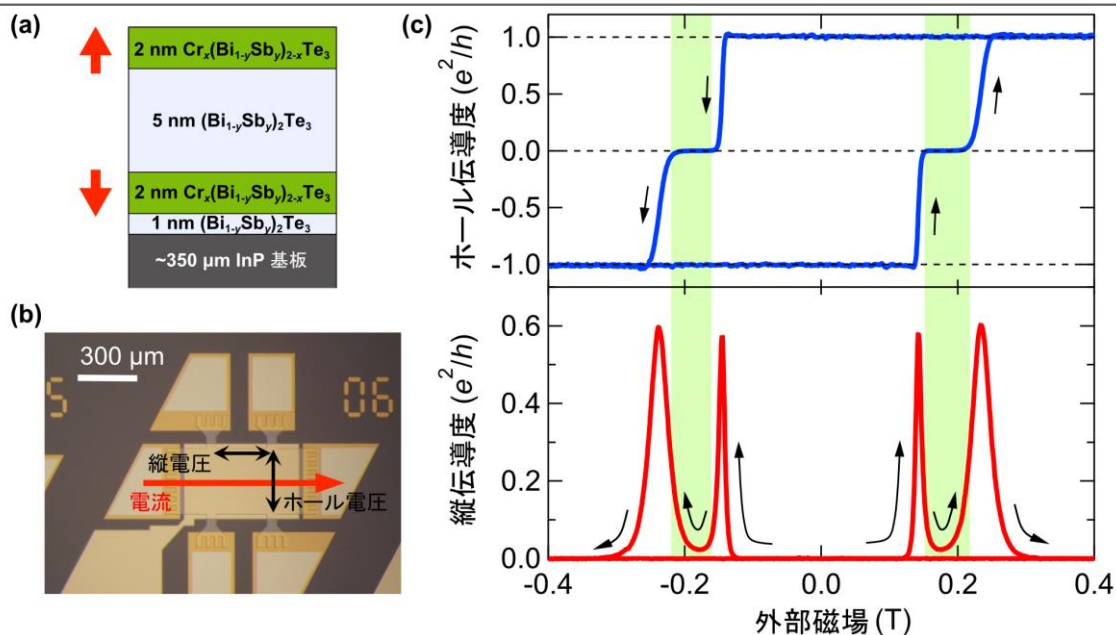 (a)
2 nm Crx(Bi1-ySby)2-xTe3
5 nm (Bi1-ySby)2Te3
2 nm Crx(Bi1-ySby)2-xTe3
1 nm (Bi1-ySby)2Te3
~350 μm InP 基板
(b)
300 μm
5
06
縦電圧
電流
ホール電圧
(c)
ホール伝導度 (e²/h)
1.0
0.5
0.0
-0.5
-1.0
縦伝導度 (e²/h)
0.6
0.4
0.2
0.0
-0.4
-0.2
0.0
0.2
0.4
外部磁場 (T)